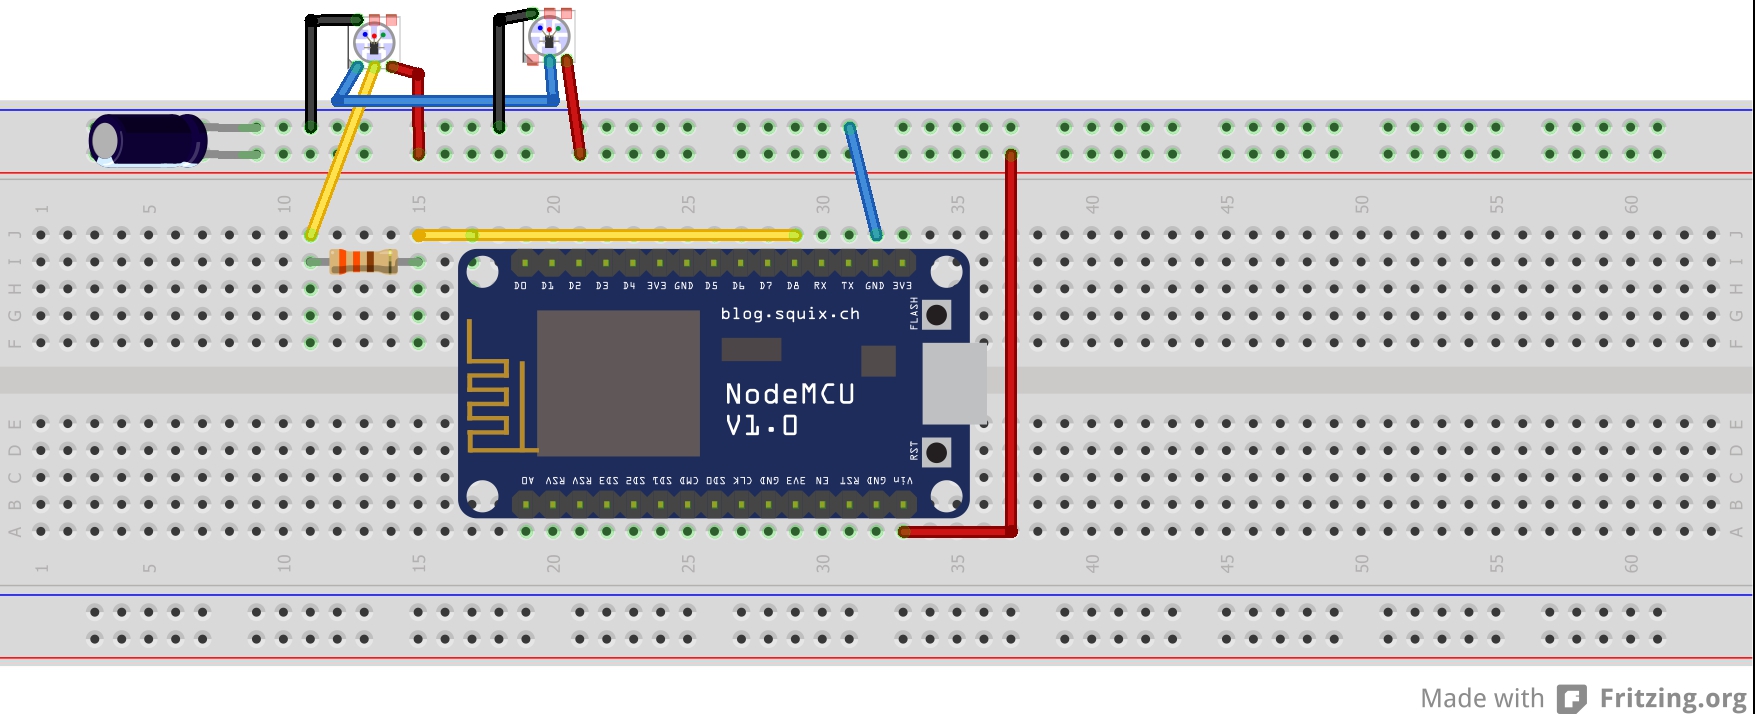 1 5 10 15 20 25 30 35 40 45 50 55 60
J J
I I
H H
G G
F F
D0 D1 D2 D3 D4 3V3 GND D5 D6 D7 D8 RX TX GND 3V3
blog.squix.ch
FLASH
NodeMCU
V1.0
RST
E E
D D
C C
B B
A A
A0 RSV RSV SD3 SD2 SD1 CMD SD0 CLK GND 3V3 EN RST GND Vin
1 5 10 15 20 25 30 35 40 45 50 55 60
Made with Fritzing.org